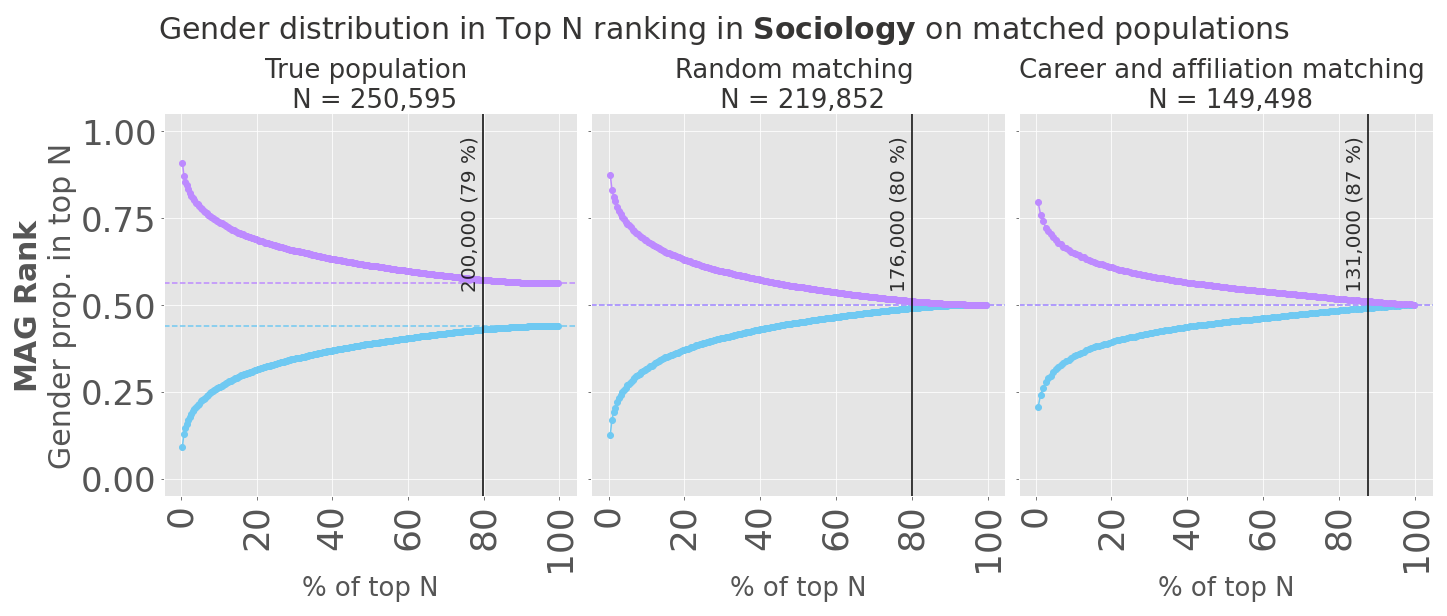 Gender distribution in Top N ranking in Sociology on matched populations
True population
N = 250,595
Random matching
N = 219,852
Career and affiliation matching
N = 149,498
MAG Rank
Gender prop. in top N
1.00
0.75
0.50
0.25
0.00
200,000 (79 %)
176,000 (80 %)
131,000 (87 %)
0 20 40 60 80 100
0 20 40 60 80 100
0 20 40 60 80 100
% of top N
% of top N
% of top N